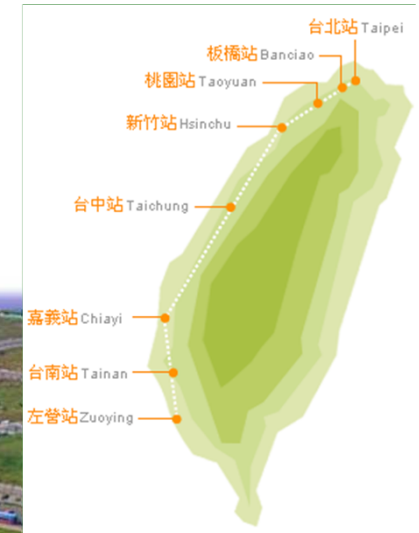 台北站 Taipei
板橋站 Banciao
桃園站 Taoyuan
新竹站 Hsinchu
台中站 Taichung
嘉義站 Chiayi
台南站 Tainan
左營站 Zuoying